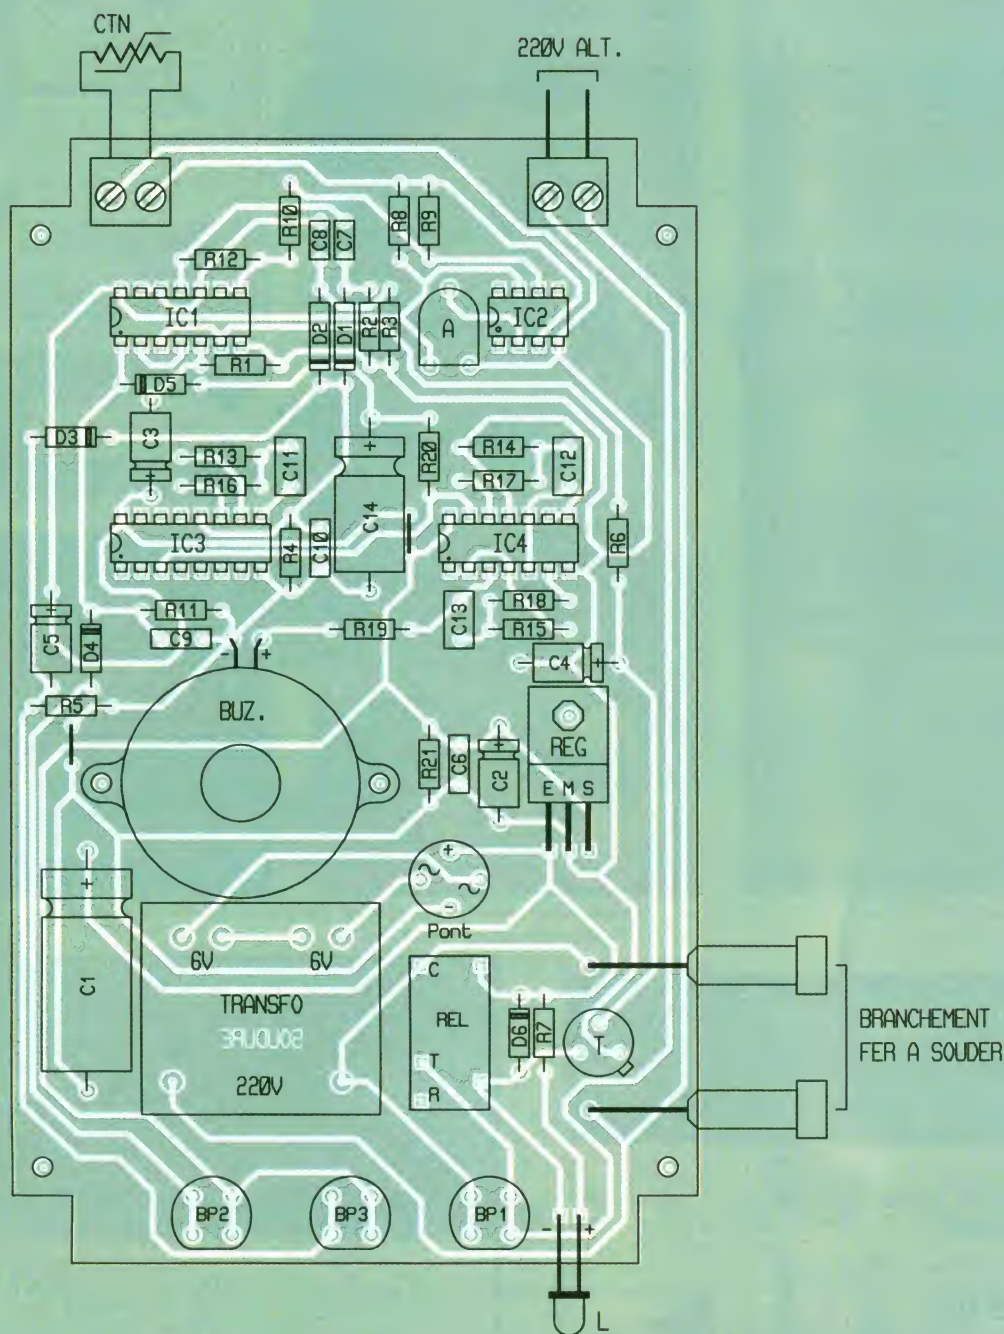 CTN
220V ALT.
R10
C8
C7
R8
R9
R12
IC1
D2
D1
R2
R3
A
IC2
R1
D5
D3
C3
+
R13
R16
C11
+
C14
R20
R14
R17
C12
IC3
R4
C10
IC4
R6
+
C5
D4
R11
C9
- +
R19
C13
R18
R15
C4
+
R5
BUZ.
R21
C6
+
C2
REG
E M S
+
-
Pont
+
C1
6V 6V
TRANSFO
SOUDURE
220V
C
REL
T
R
D6
R7
T
BRANCHEMENT
FER A SOUDER
BP2
BP3
BP1
- +
L